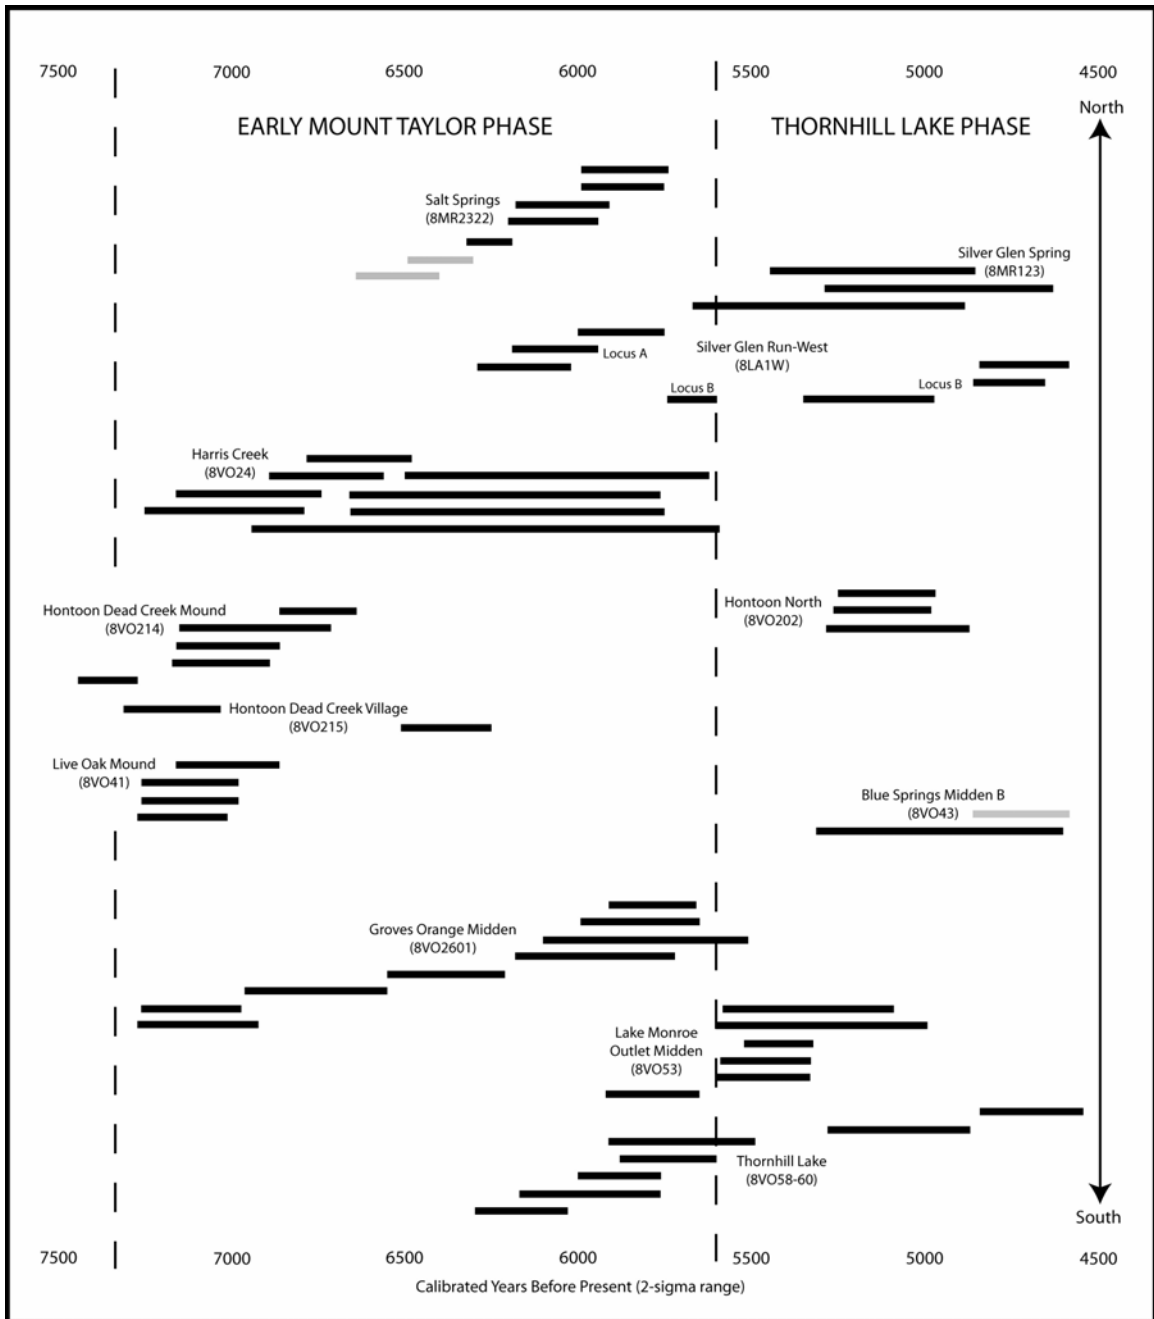 7500 7000 6500 6000 5500 5000 4500
North
EARLY MOUNT TAYLOR PHASE THORNHILL LAKE PHASE
Salt Springs
(8MR2322)
Silver Glen Spring
(8MR123)
Silver Glen Run-West
(8LA1W)
Locus A
Locus B
Locus B
Harris Creek
(8VO24)
Hontoon Dead Creek Mound
(8VO214)
Hontoon North
(8VO202)
Hontoon Dead Creek Village
(8VO215)
Live Oak Mound
(8VO41)
Blue Springs Midden B
(8VO43)
Groves Orange Midden
(8VO2601)
Lake Monroe
Outlet Midden
(8VO53)
Thornhill Lake
(8VO58-60)
South
7500 7000 6500 6000 5500 5000 4500
Calibrated Years Before Present (2-sigma range)